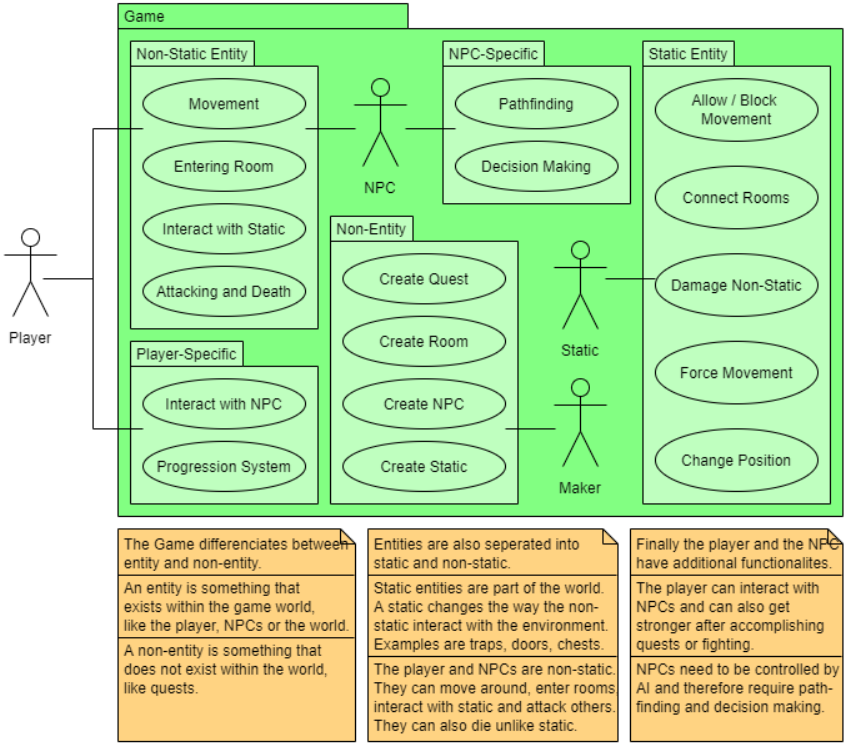 Game
Non-Static Entity
Movement
Entering Room
Interact with Static
Attacking and Death
NPC
NPC-Specific
Pathfinding
Decision Making
Static Entity
Allow / Block
Movement
Connect Rooms
Damage Non-Static
Force Movement
Change Position
Player
Player-Specific
Interact with NPC
Progression System
Non-Entity
Create Quest
Create Room
Create NPC
Create Static
Static
Maker
The Game differenciates between
entity and non-entity.
An entity is something that
exists within the game world,
like the player, NPCs or the world.
A non-entity is something that
does not exist within the world,
like quests.
Entities are also seperated into
static and non-static.
Static entities are part of the world.
A static changes the way the non-
static interact with the environment.
Examples are traps, doors, chests.
The player and NPCs are non-static.
They can move around, enter rooms,
interact with static and attack others.
They can also die unlike static.
Finally the player and the NPC
have additional functionalites.
The player can interact with
NPCs and can also get
stronger after accomplishing
quests or fighting.
NPCs need to be controlled by
AI and therefore require path-
finding and decision making.